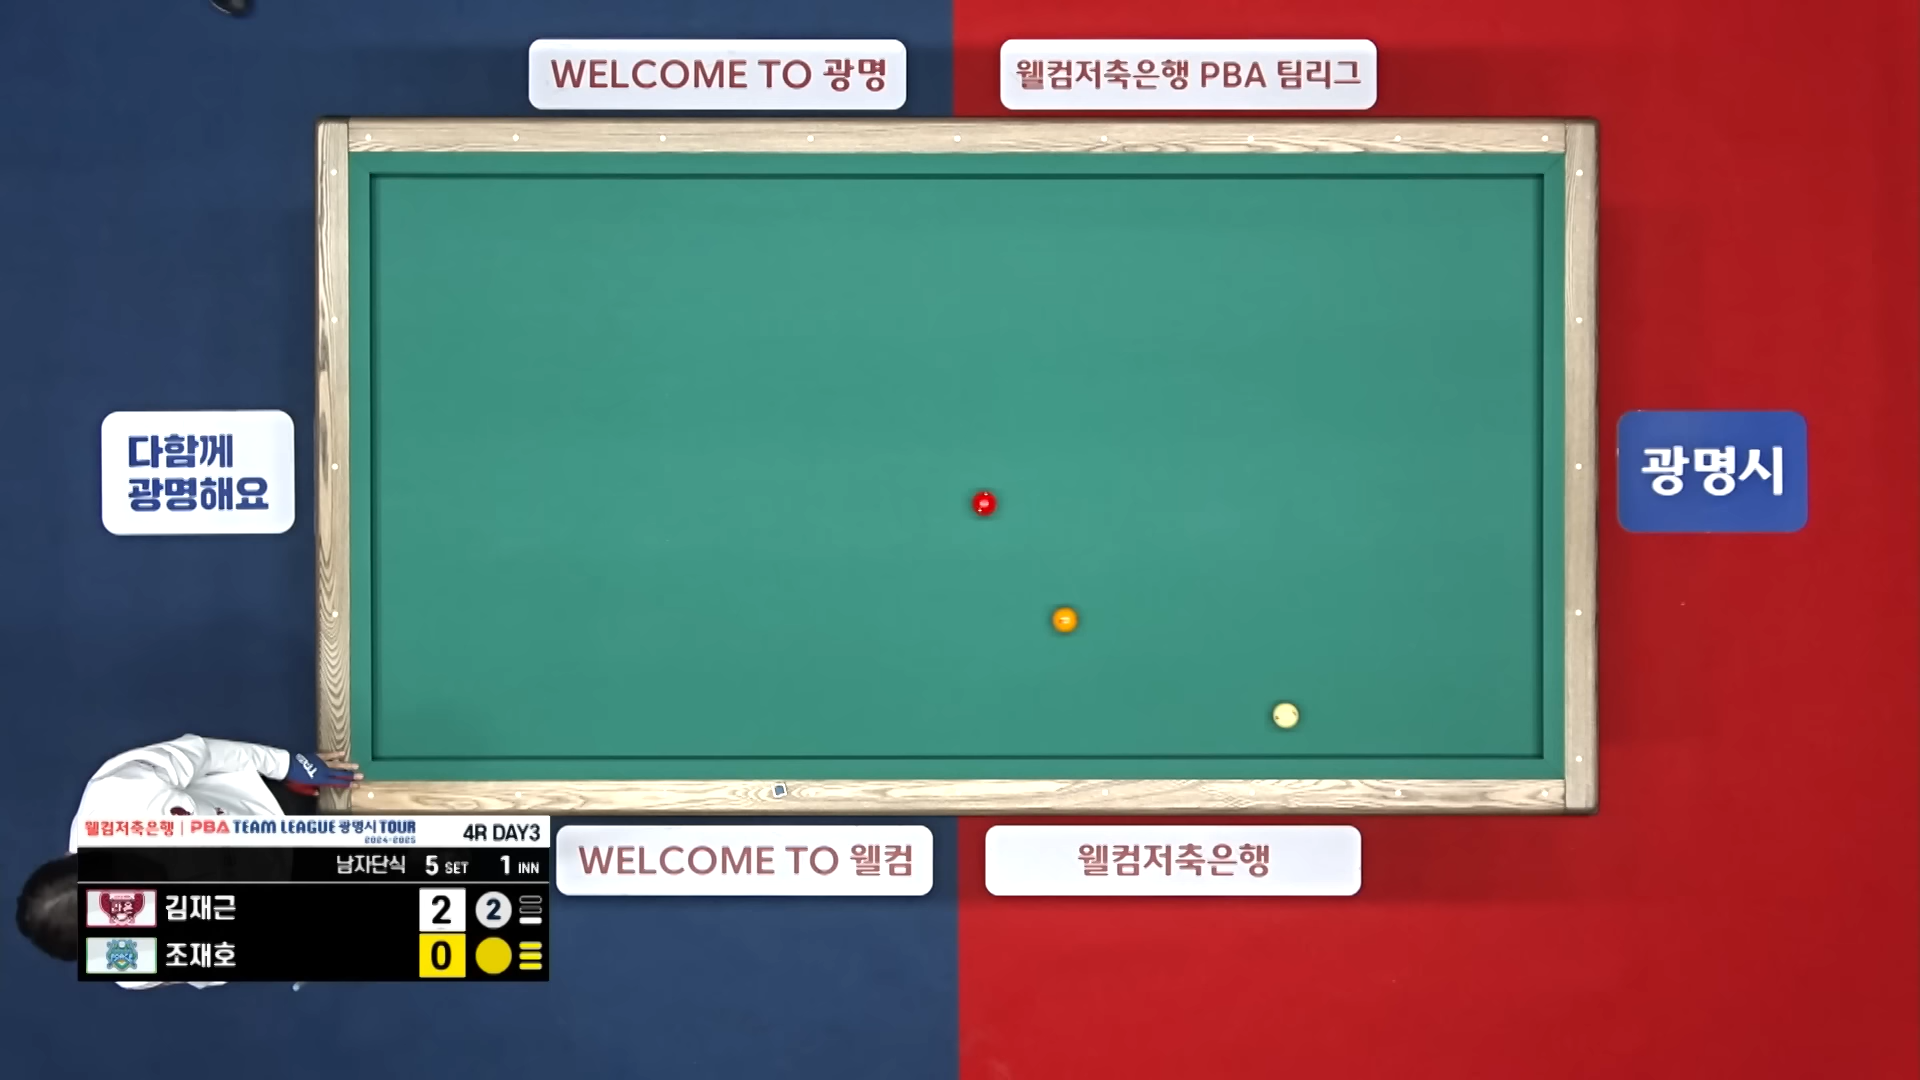 WELCOME TO 광명
웰컴저축은행 PBA 팀리그
다함께
광명해요
광명시
웰컴저축은행 | PBA TEAM LEAGUE 광명시 TOUR
2024-2025
4R DAY3
남자단식 5 SET 1 INN
김재근 2 2
조재호 0
WELCOME TO 웰컴
웰컴저축은행